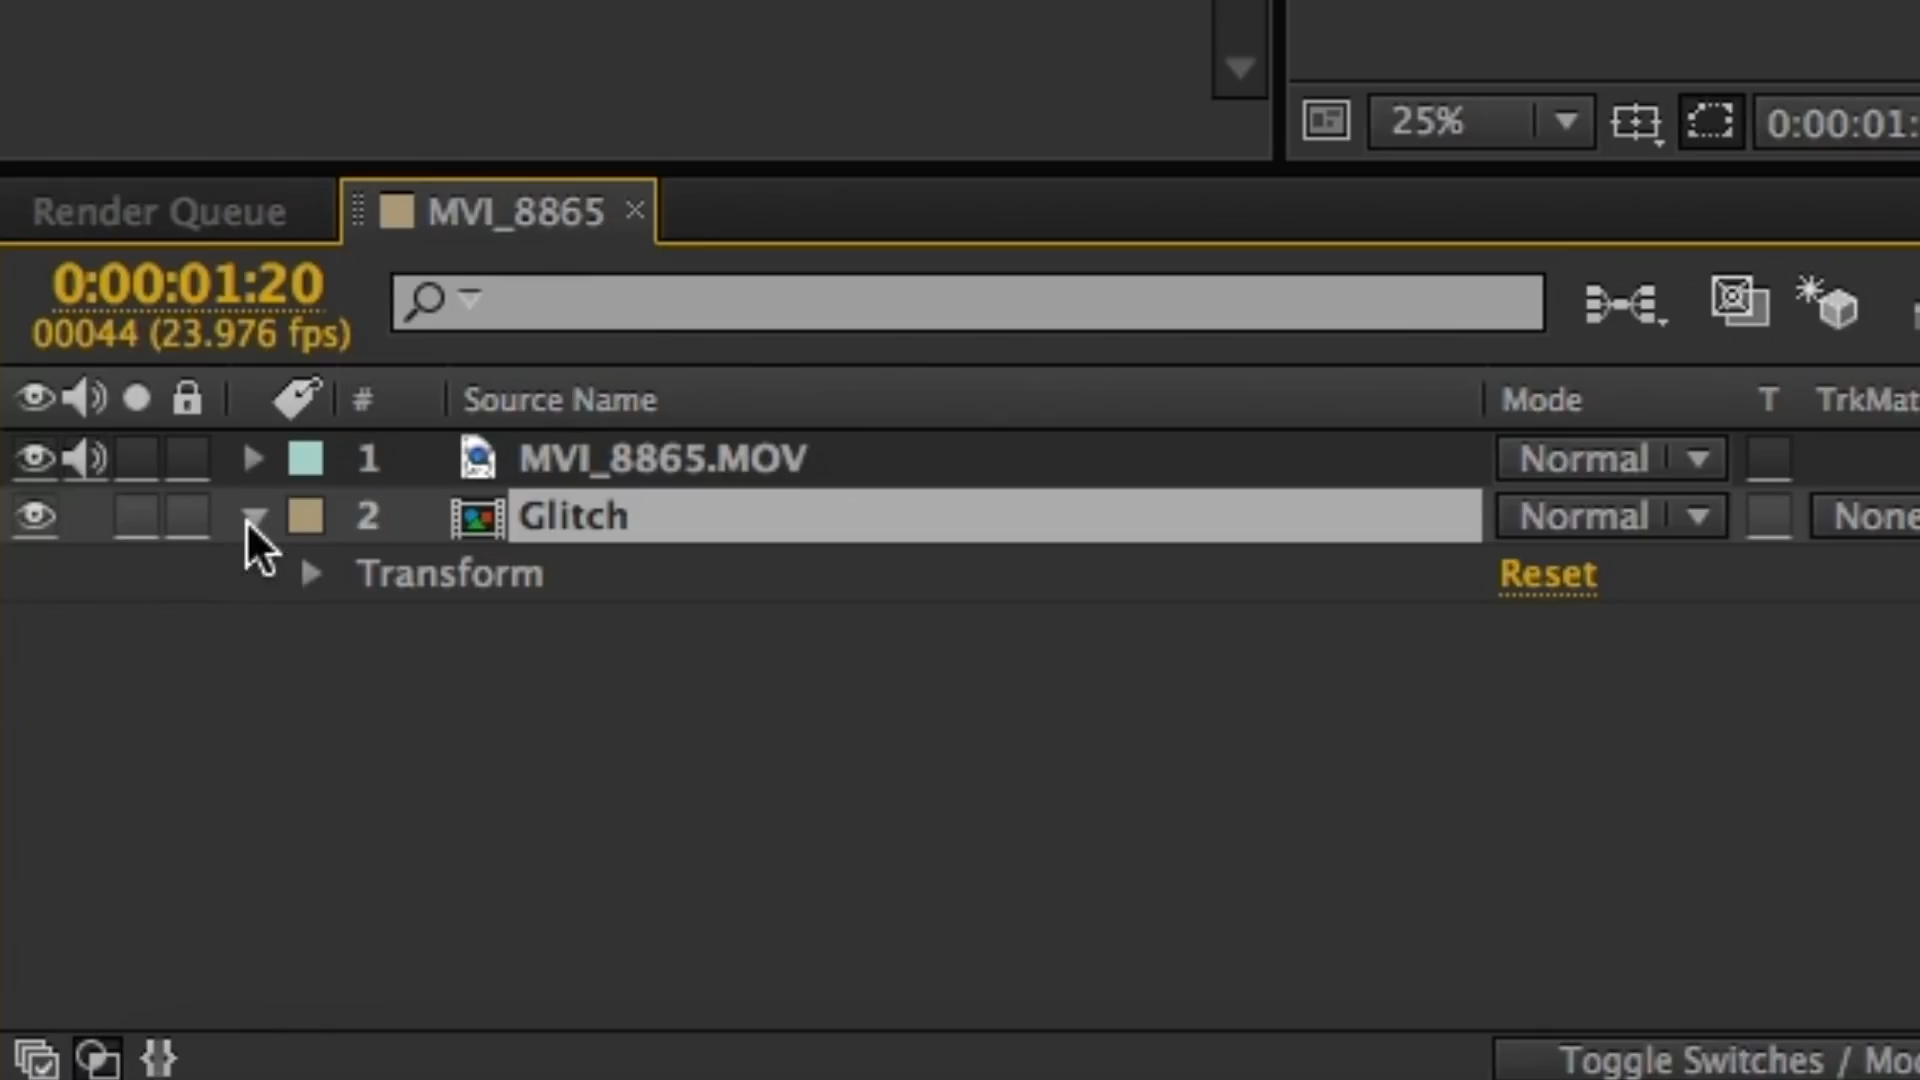 25%
0:00:01:
Render Queue
MVI_8865
0:00:01:20
00044 (23.976 fps)
# Source Name Mode T TrkMat
1 MVI_8865.MOV Normal
2 Glitch Normal None
Transform Reset
Toggle Switches / Mo